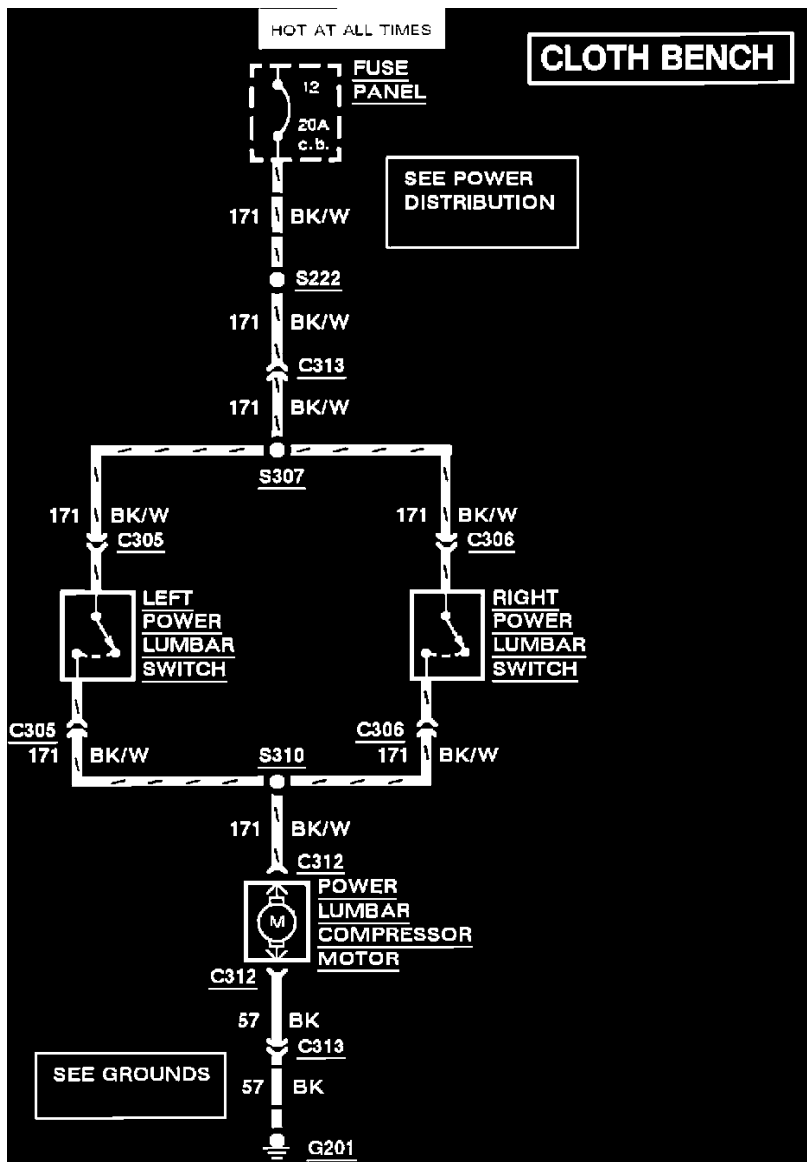 HOT AT ALL TIMES
CLOTH BENCH
FUSE
PANEL
12
20A
c.b.
SEE POWER
DISTRIBUTION
171 BK/W
S222
171 BK/W
C313
171 BK/W
S307
171 BK/W
171 BK/W
C305
C306
LEFT
POWER
LUMBAR
SWITCH
RIGHT
POWER
LUMBAR
SWITCH
C305
171 BK/W
C306
171 BK/W
S310
171 BK/W
C312
POWER
LUMBAR
COMPRESSOR
MOTOR
M
C312
57 BK
C313
SEE GROUNDS
57 BK
G201